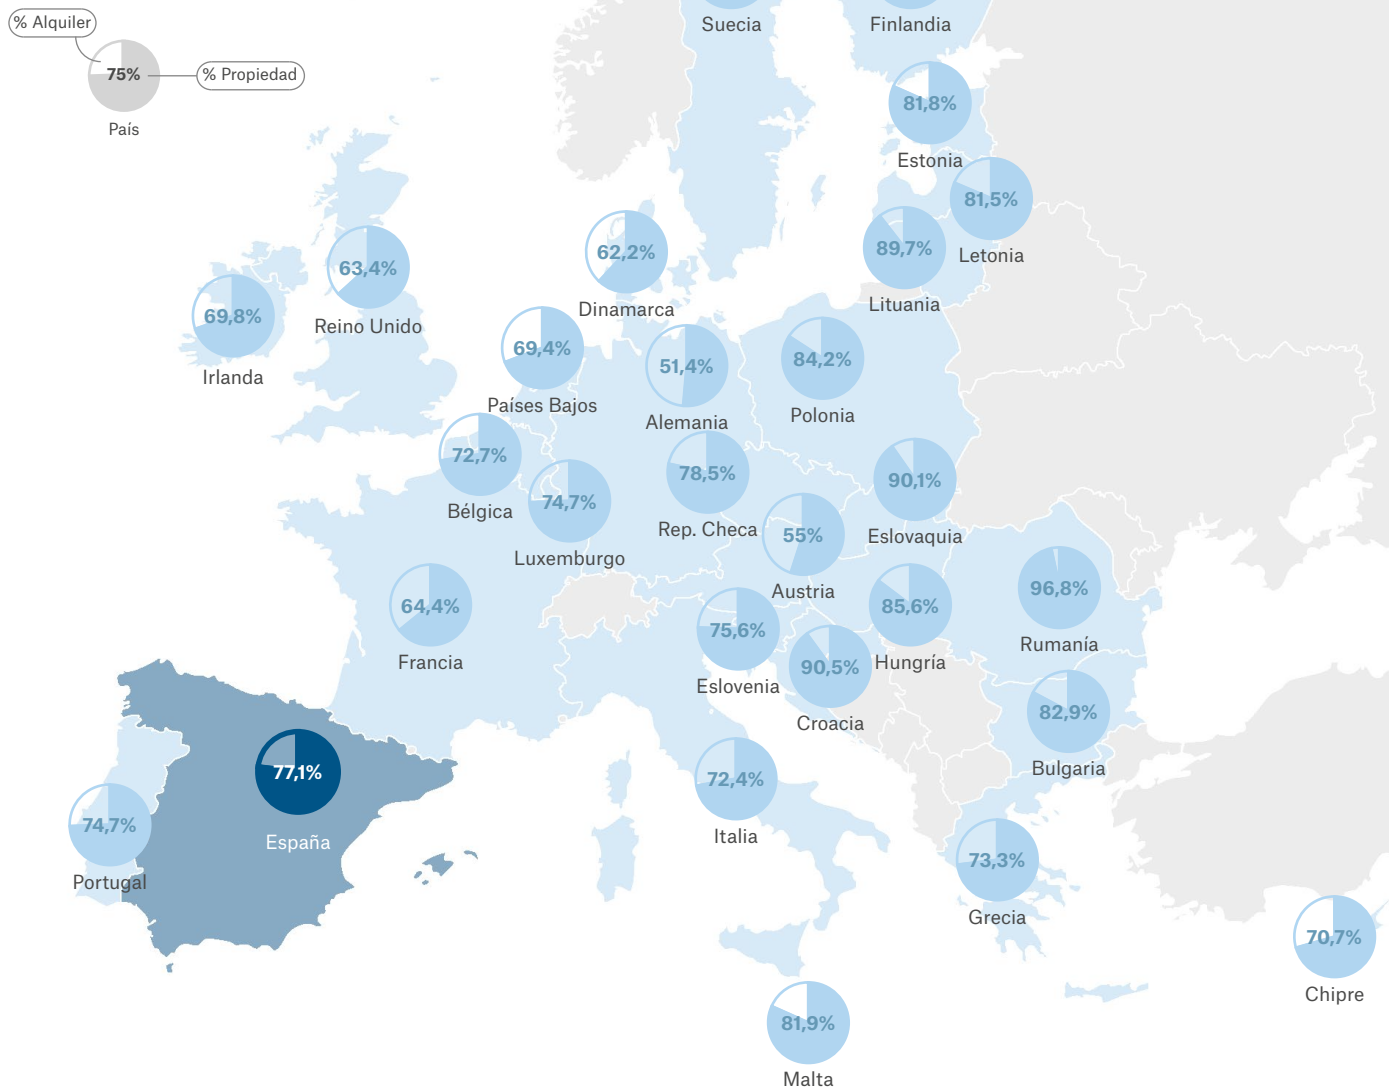 % Alquiler
75%
% Propiedad
País
Suecia
Finlandia
81,8%
Estonia
81,5%
Letonia
89,7%
Lituania
62,2%
Dinamarca
63,4%
Reino Unido
69,8%
Irlanda
69,4%
Países Bajos
51,4%
Alemania
84,2%
Polonia
72,7%
Bélgica
74,7%
Luxemburgo
78,5%
Rep. Checa
90,1%
Eslovaquia
55%
Austria
64,4%
Francia
75,6%
Eslovenia
85,6%
Hungría
96,8%
Rumanía
90,5%
Croacia
82,9%
Bulgaria
77,1%
España
74,7%
Portugal
72,4%
Italia
73,3%
Grecia
70,7%
Chipre
81,9%
Malta